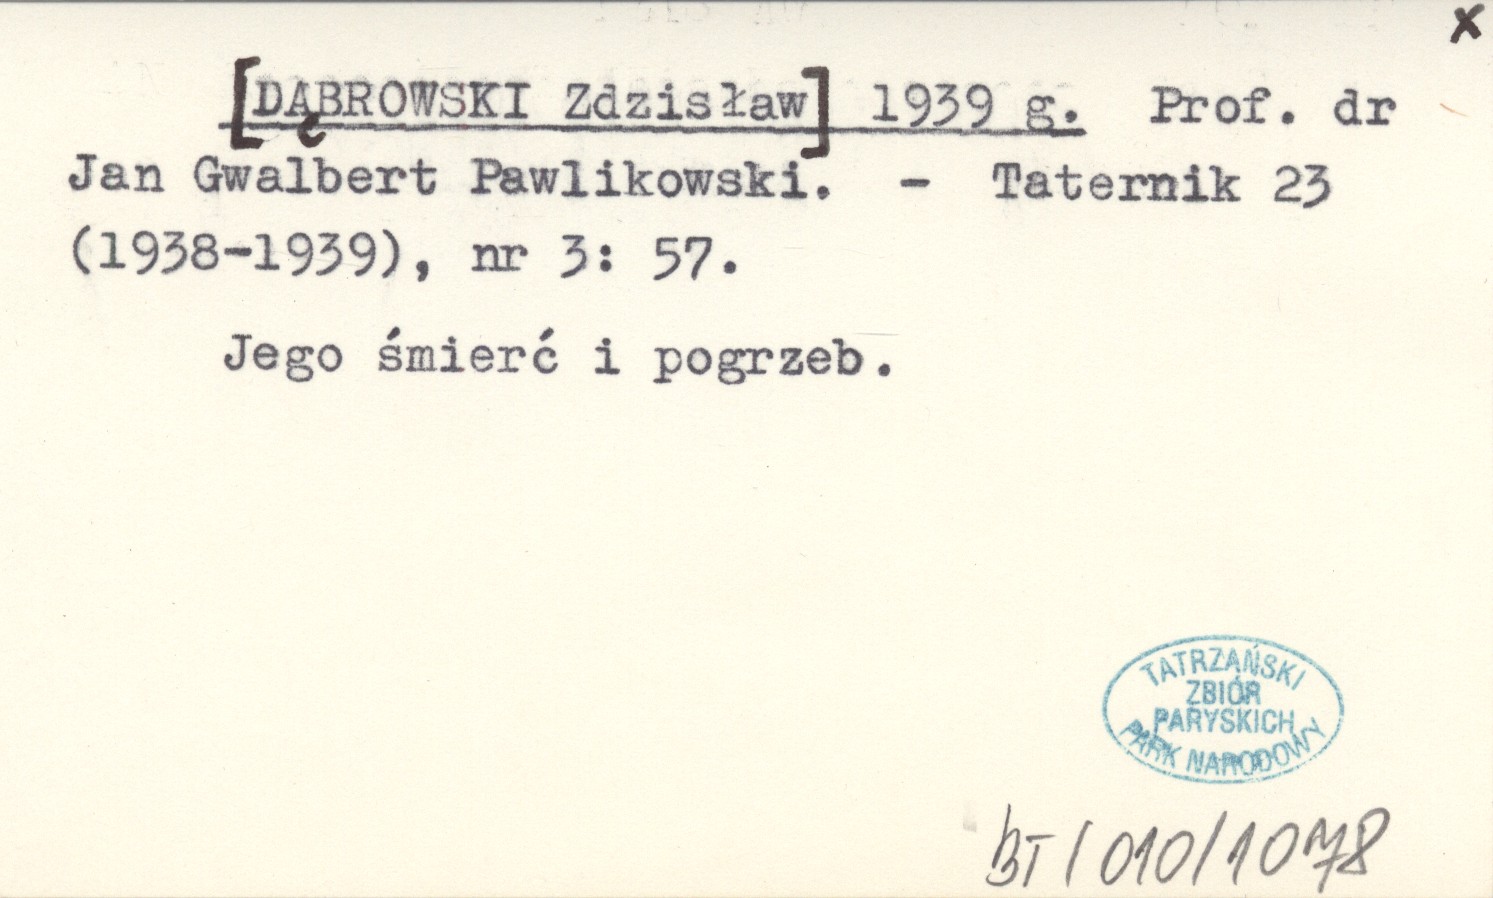 x
[DĄBROWSKI Zdzisław] 1939 g. Prof. dr
Jan Gwalbert Pawlikowski. - Taternik 23
(1938-1939), nr 3: 57.
Jego śmierć i pogrzeb.
TATRZAŃSKI
ZBIÓR
PARYSKICH
PARK NARODOWY
BT/010/1078